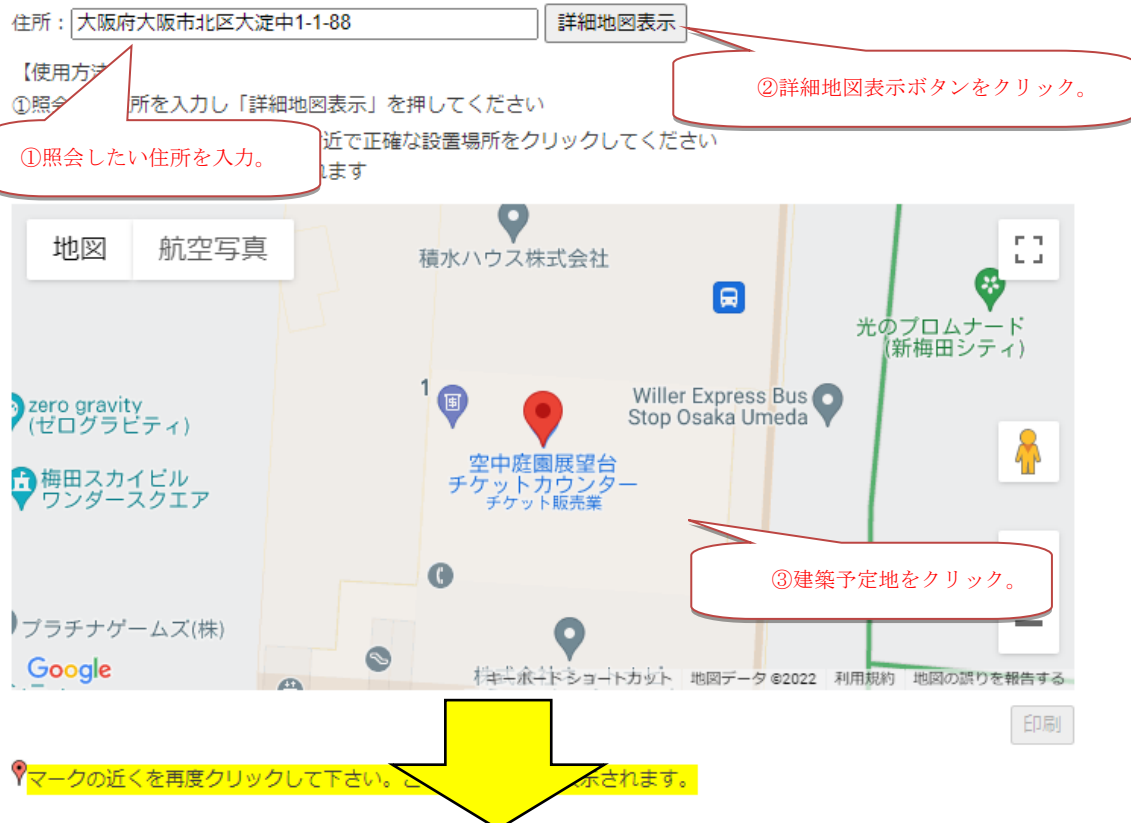 住所：大阪府大阪市北区大淀中1-1-88 詳細地図表示
②詳細地図表示ボタンをクリック。
【使用方法
①照会 所を入力し「詳細地図表示」を押してください
近で正確な設置場所をクリックしてください
①照会したい住所を入力。
れます
地図 航空写真
積水ハウス株式会社
光のプロムナード
(新梅田シティ)
1
zero gravity
(ゼログラビティ)
Willer Express Bus
Stop Osaka Umeda
空中庭園展望台
チケットカウンター
チケット販売業
梅田スカイビル
ワンダースクエア
③建築予定地をクリック。
プラチナゲームズ(株)
Google
株式会社
キーボード ショートカット 地図データ ©2022 利用規約 地図の誤りを報告する
印刷
マークの近くを再度クリックして下さい。 示されます。